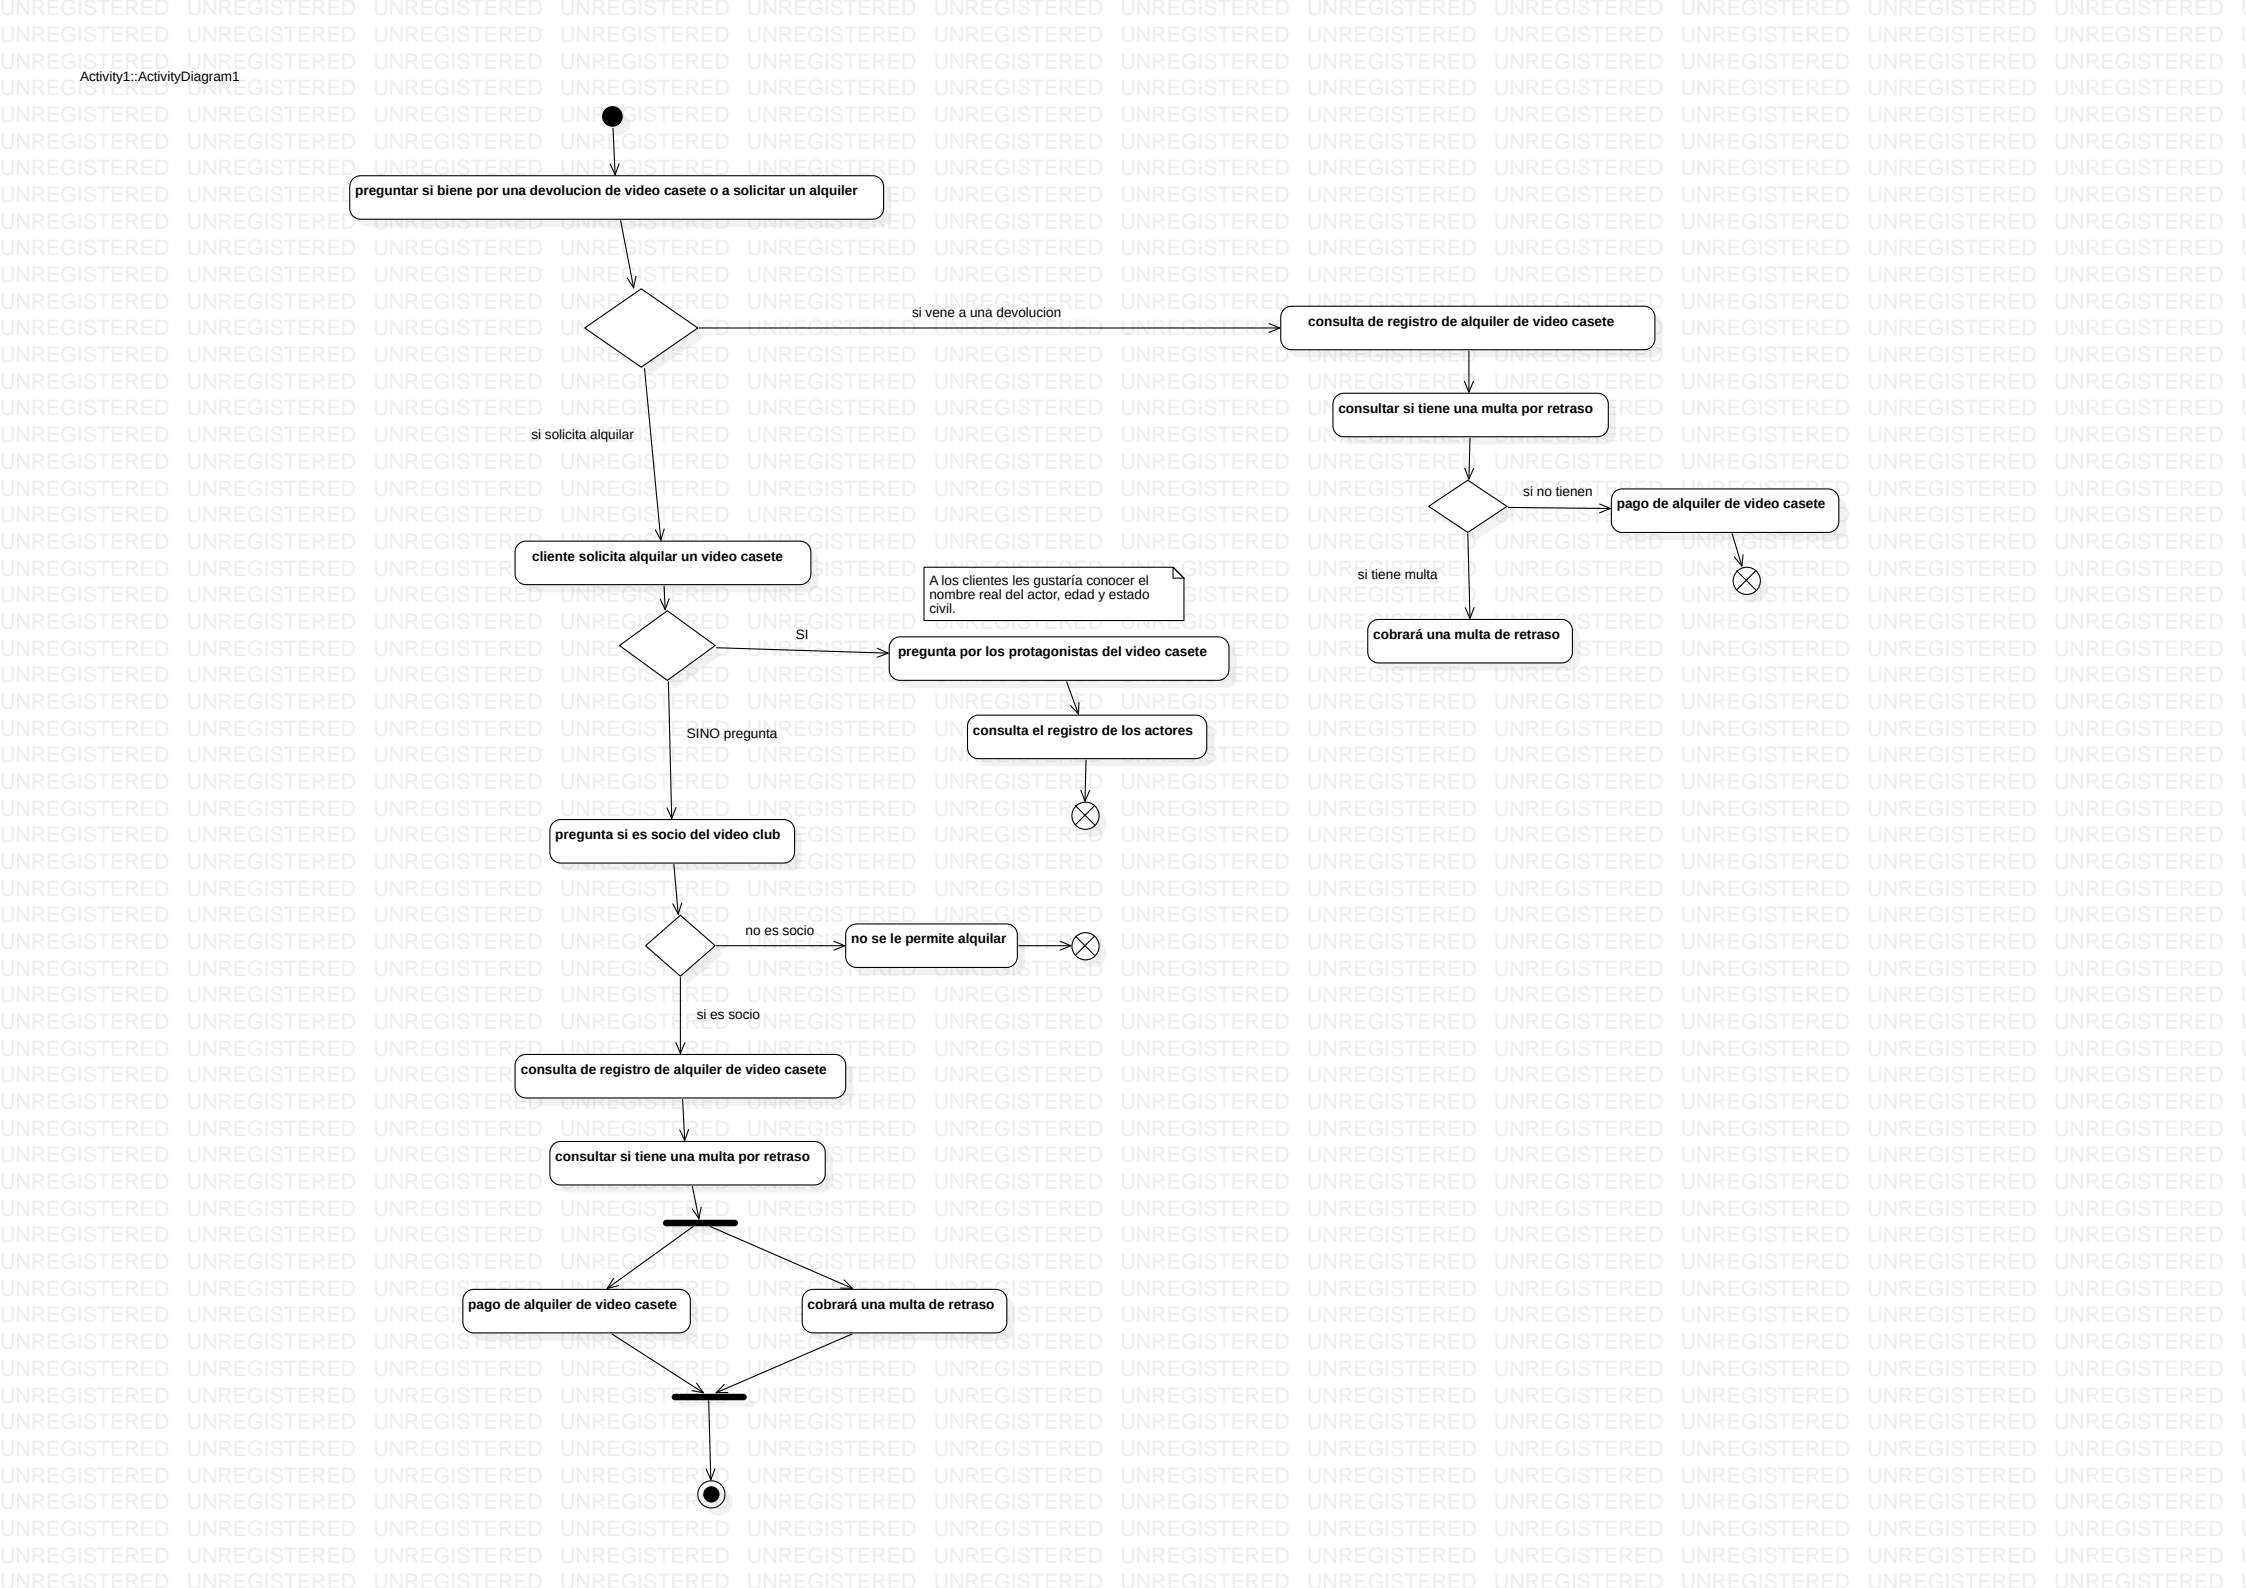 Activity1::ActivityDiagram1
preguntar si biene por una devolucion de video casete o a solicitar un alquiler
si vene a una devolucion
consulta de registro de alquiler de video casete
consultar si tiene una multa por retraso
si solicita alquilar
si no tienen
pago de alquiler de video casete
cliente solicita alquilar un video casete
si tiene multa
A los clientes les gustaría conocer el
nombre real del actor, edad y estado
civil.
SI
cobrará una multa de retraso
pregunta por los protagonistas del video casete
SINO pregunta
consulta el registro de los actores
pregunta si es socio del video club
no es socio
no se le permite alquilar
si es socio
consulta de registro de alquiler de video casete
consultar si tiene una multa por retraso
pago de alquiler de video casete
cobrará una multa de retraso
UNREGISTERED